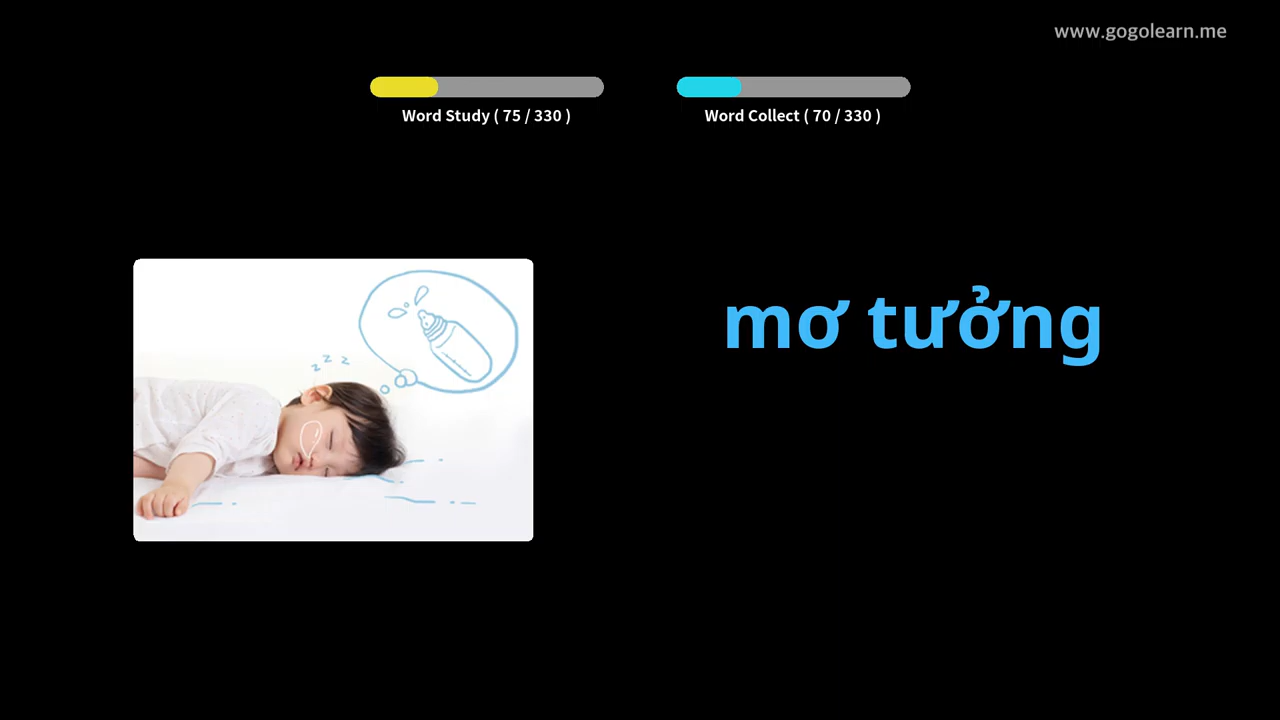 www.gogolearn.me
Word Study ( 75 / 330 )
Word Collect ( 70 / 330 )
z z z
mơ tưởng